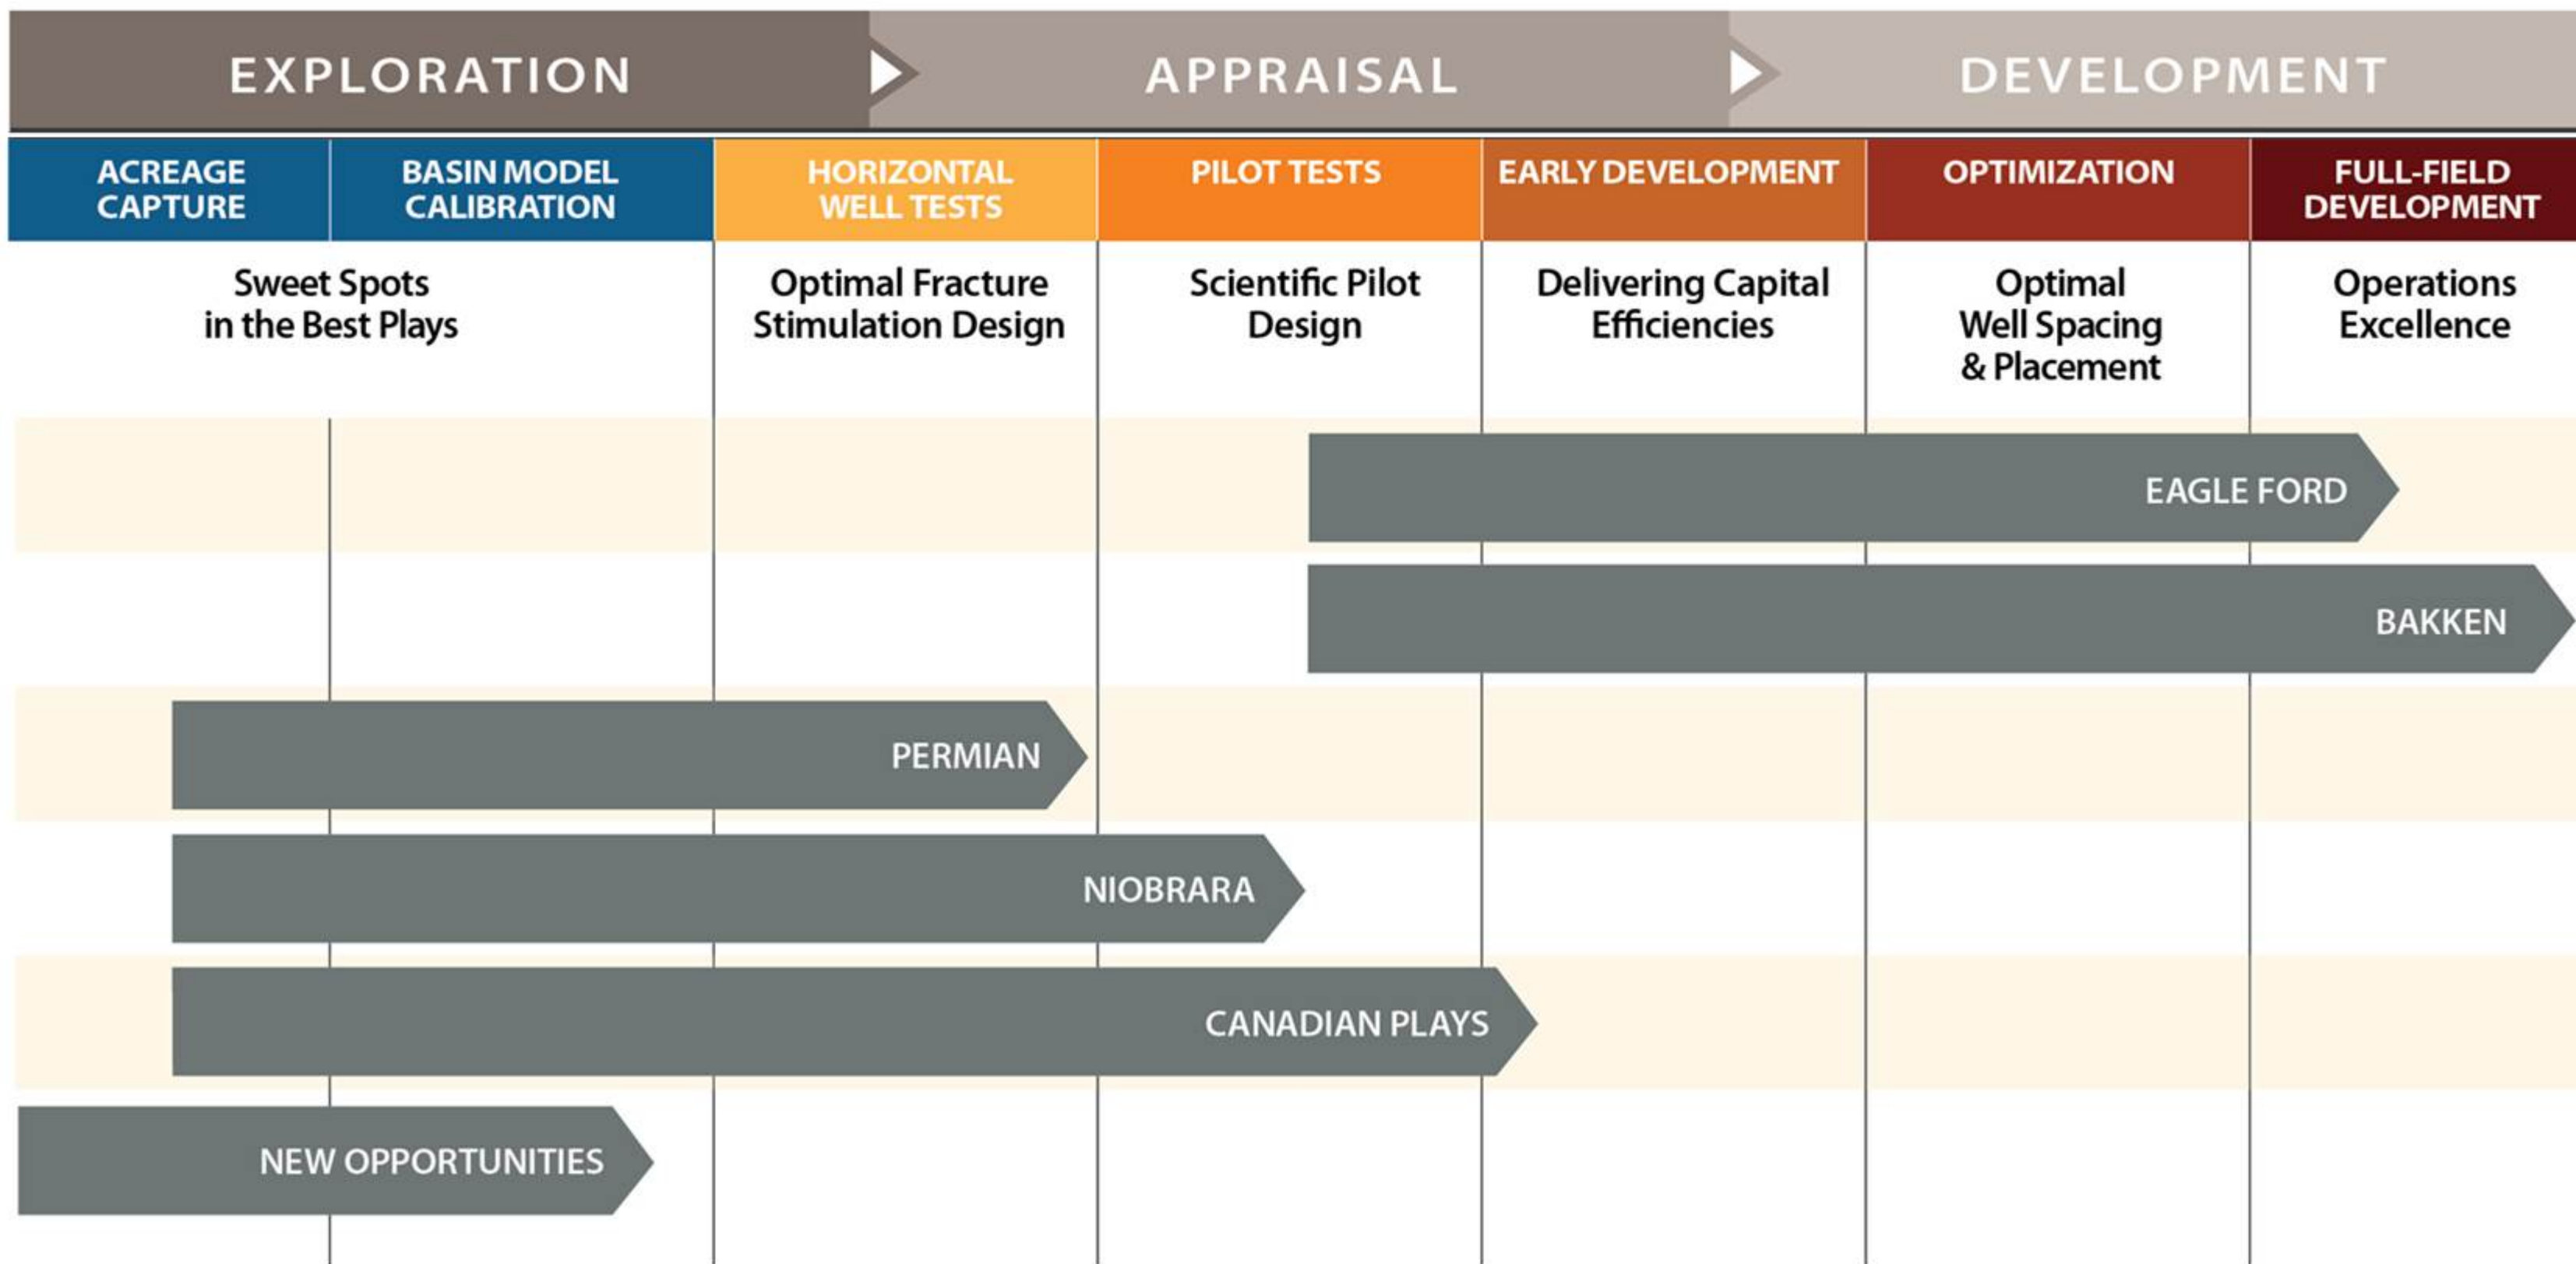 EXPLORATION
APPRAISAL
DEVELOPMENT
ACREAGE
CAPTURE
BASIN MODEL
CALIBRATION
HORIZONTAL
WELL TESTS
PILOT TESTS
EARLY DEVELOPMENT
OPTIMIZATION
FULL-FIELD
DEVELOPMENT
Sweet Spots
in the Best Plays
Optimal Fracture
Stimulation Design
Scientific Pilot
Design
Delivering Capital
Efficiencies
Optimal
Well Spacing
& Placement
Operations
Excellence
EAGLE FORD
BAKKEN
PERMIAN
NIOBRARA
CANADIAN PLAYS
NEW OPPORTUNITIES